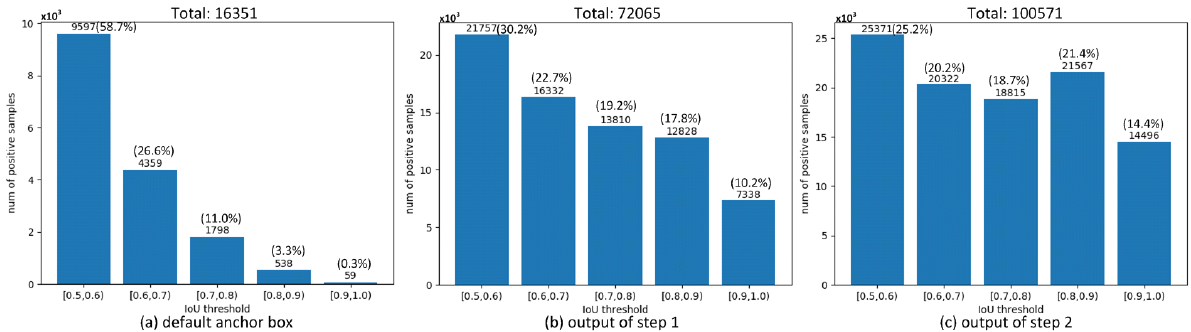 Total: 16351
x10³
10
8
6
4
2
0
num of positive samples
9597(58.7%)
(26.6%)
4359
(11.0%)
1798
(3.3%)
538
(0.3%)
59
[0.5,0.6) [0.6,0.7) [0.7,0.8) [0.8,0.9) [0.9,1.0)
IoU threshold
(a) default anchor box
Total: 72065
x10³
20
15
10
5
0
num of positive samples
21757(30.2%)
(22.7%)
16332
(19.2%)
13810
(17.8%)
12828
(10.2%)
7338
[0.5,0.6) [0.6,0.7) [0.7,0.8) [0.8,0.9) [0.9,1.0)
IoU threshold
(b) output of step 1
Total: 100571
x10³
25
20
15
10
5
0
num of positive samples
25371(25.2%)
(20.2%)
20322
(18.7%)
18815
(21.4%)
21567
(14.4%)
14496
[0.5,0.6) [0.6,0.7) [0.7,0.8) [0.8,0.9) [0.9,1.0)
IoU threshold
(c) output of step 2